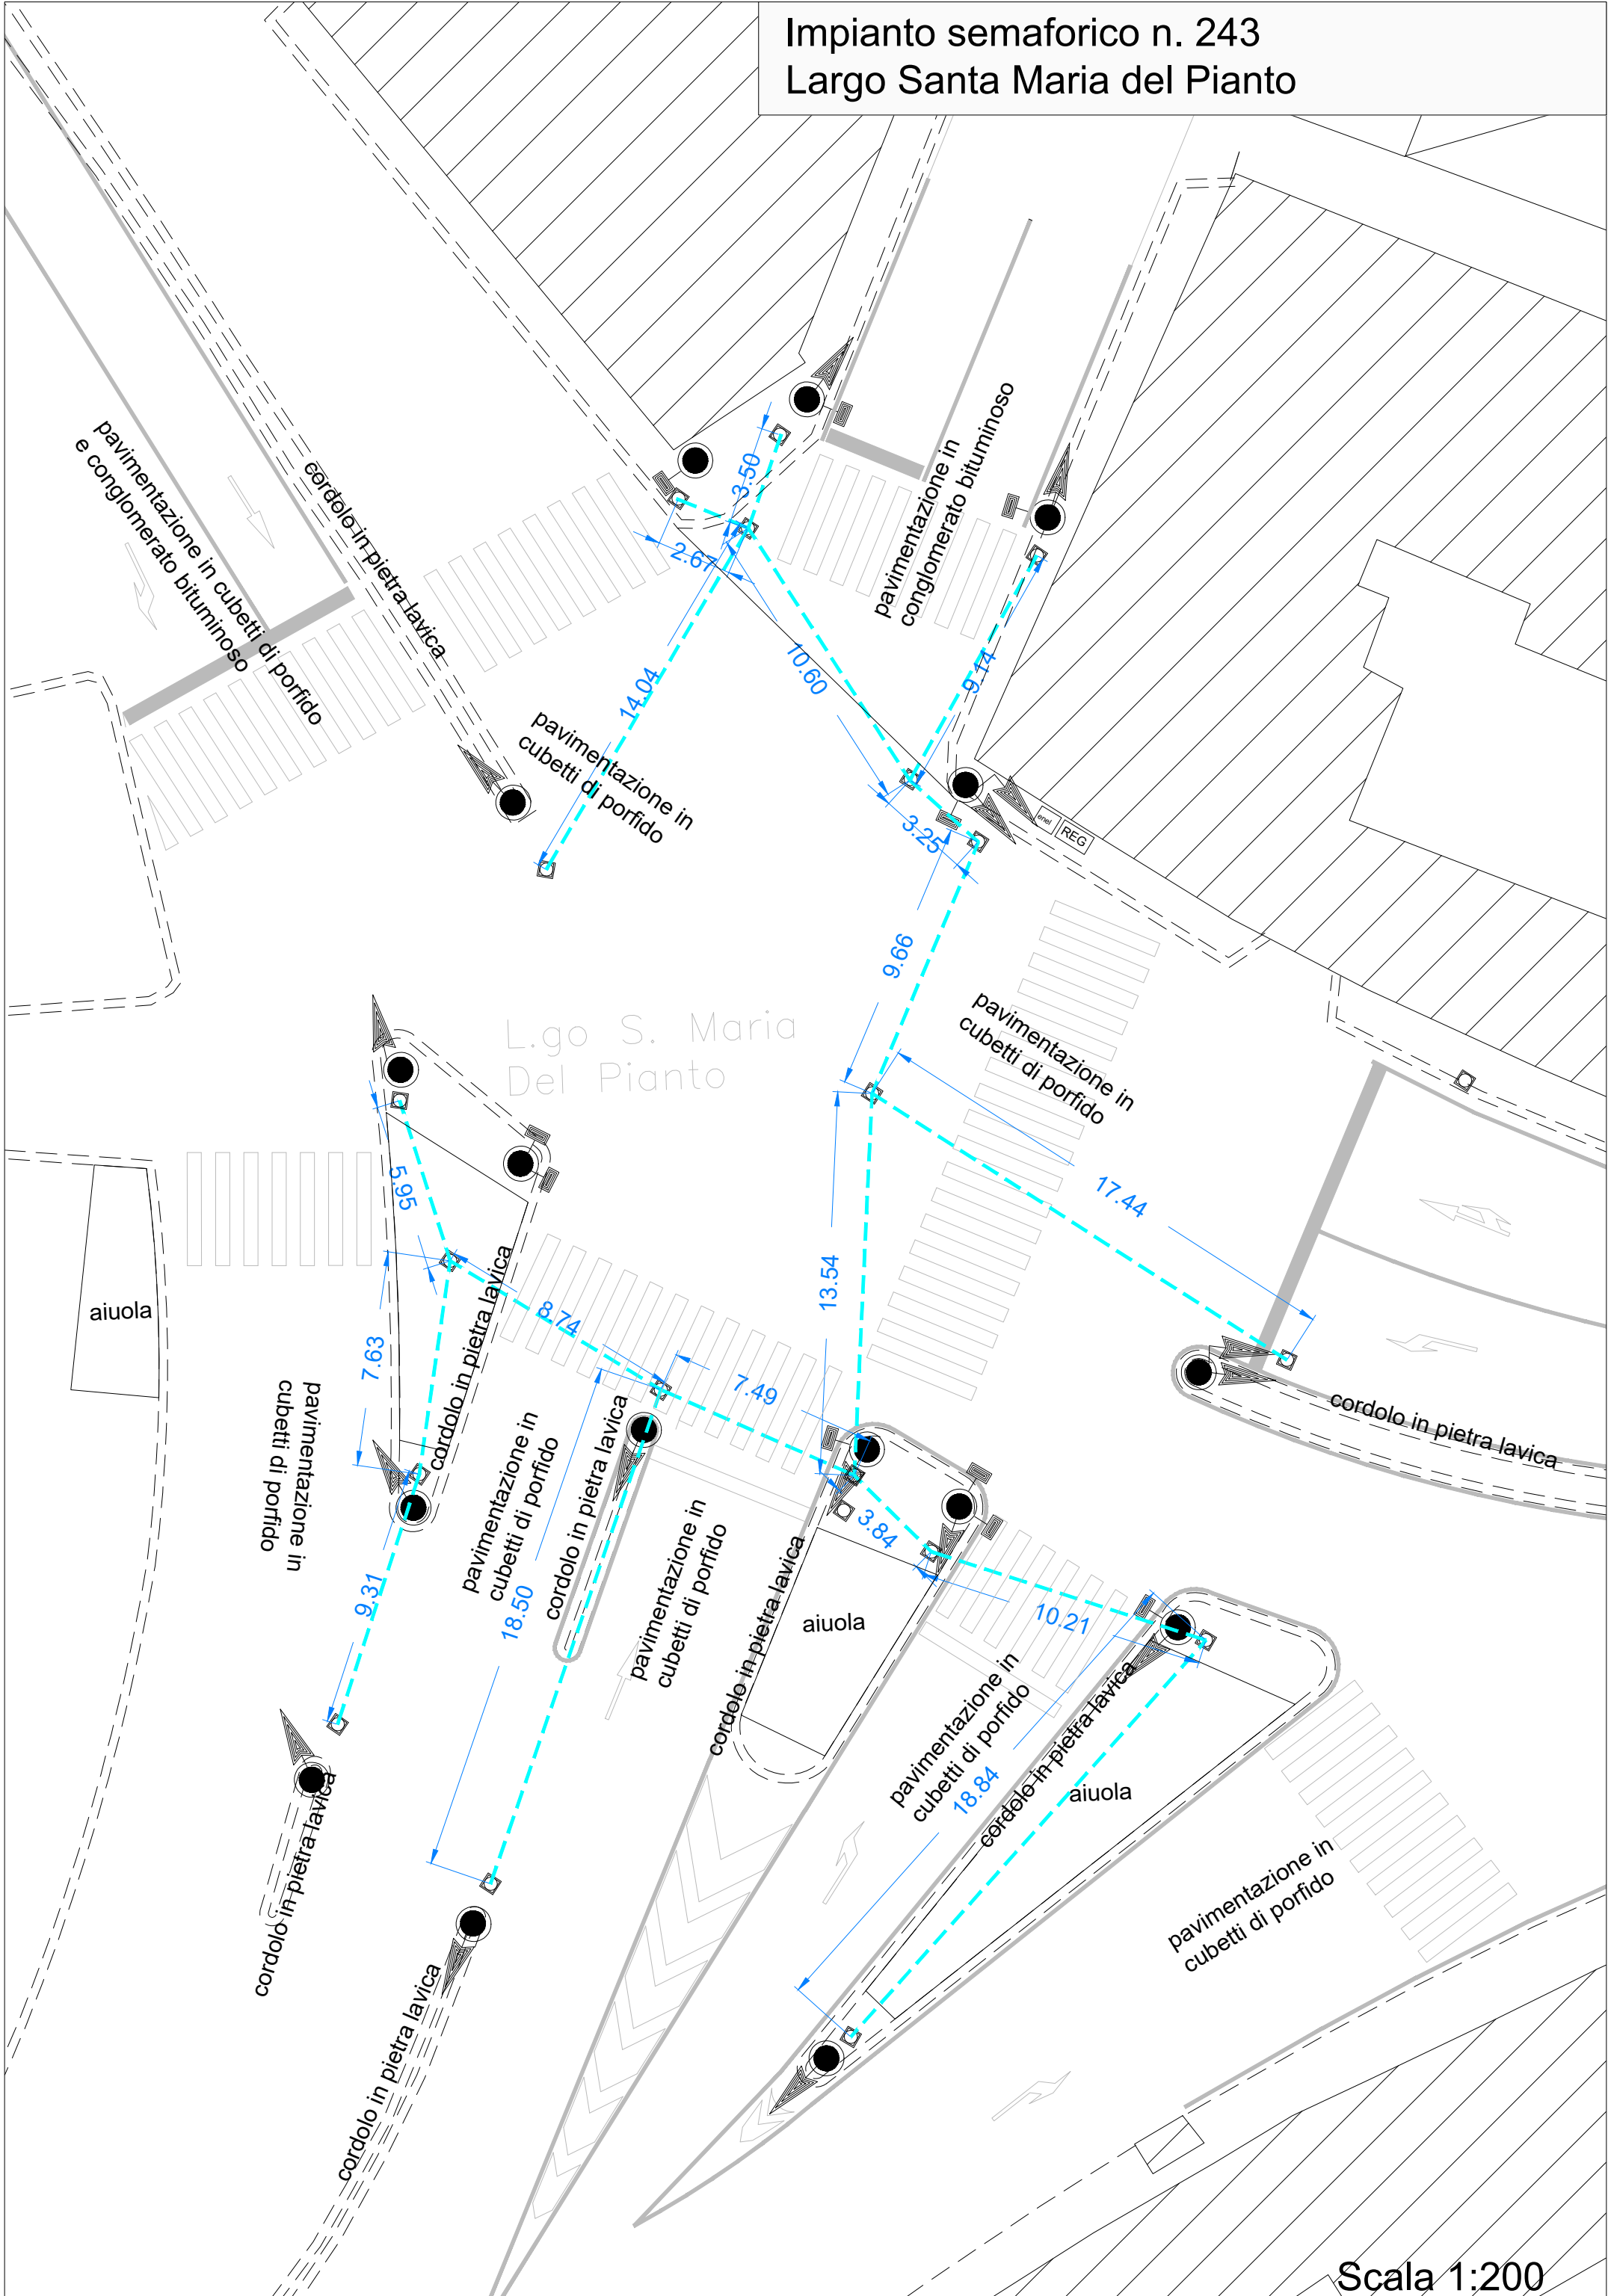 Impianto semaforico n. 243
Largo Santa Maria del Pianto
pavimentazione in cubetti di porfido
e conglomerato bituminoso
cordolo in pietra lavica
3.50
2.67
pavimentazione in
conglomerato bituminoso
14.04
10.60
9.14
pavimentazione in
cubetti di porfido
3.25
enel
REG
9.66
L.go S. Maria
Del Pianto
pavimentazione in
cubetti di porfido
5.95
17.44
13.54
aiuola
7.63
8.74
cordolo in pietra lavica
7.49
pavimentazione in
cubetti di porfido
pavimentazione in
cubetti di porfido
cordolo in pietra lavica
cordolo in pietra lavica
9.31
18.50
pavimentazione in
cubetti di porfido
3.84
cordolo in pietra lavica
aiuola
10.21
pavimentazione in
cubetti di porfido
18.84
cordolo in pietra lavica
aiuola
cordolo in pietra lavica
pavimentazione in
cubetti di porfido
cordolo in pietra lavica
Scala 1:200